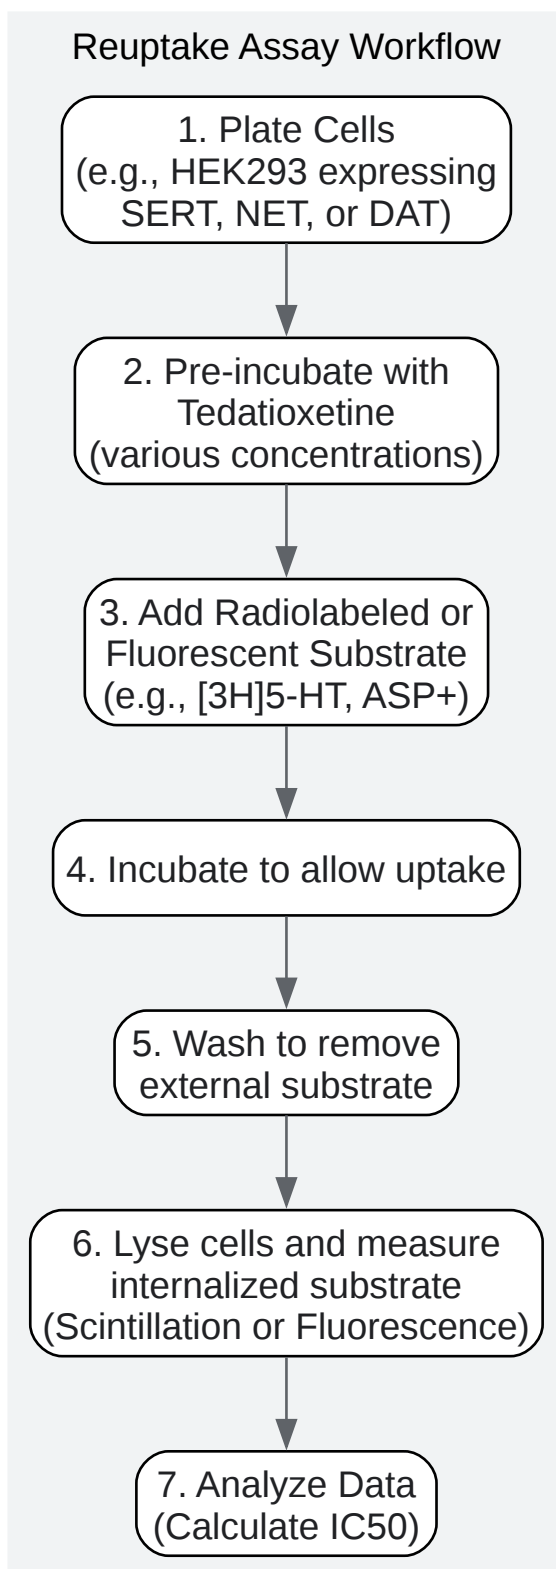 Reuptake Assay Workflow
1. Plate Cells
(e.g., HEK293 expressing
SERT, NET, or DAT)
2. Pre-incubate with
Tedatioxetine
(various concentrations)
3. Add Radiolabeled or
Fluorescent Substrate
(e.g., [3H]5-HT, ASP+)
4. Incubate to allow uptake
5. Wash to remove
external substrate
6. Lyse cells and measure
internalized substrate
(Scintillation or Fluorescence)
7. Analyze Data
(Calculate IC50)